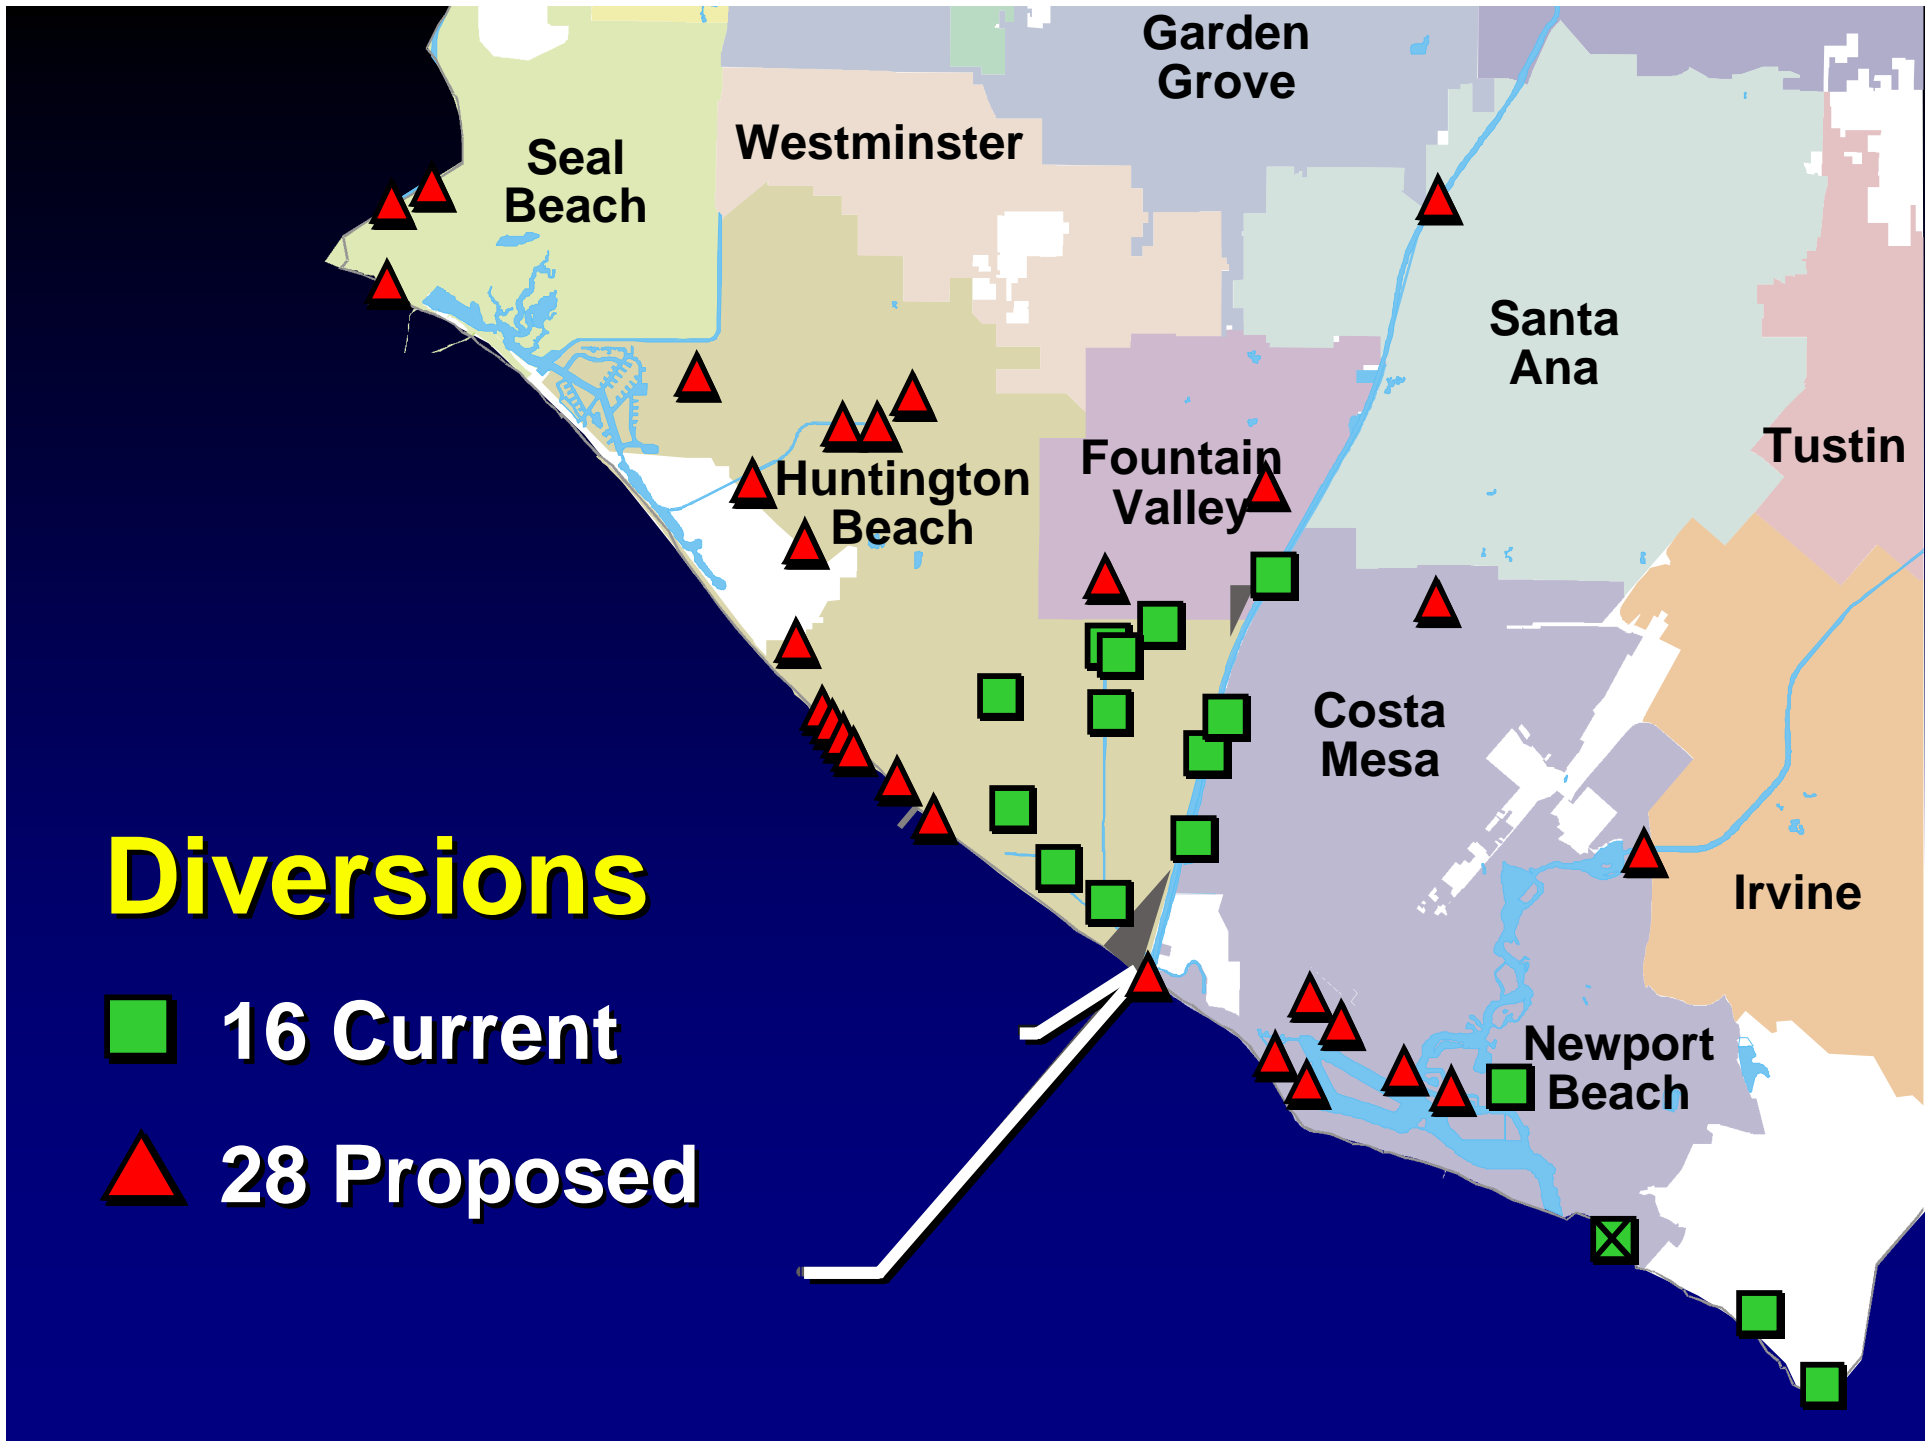 Garden
Grove
Westminster
Seal
Beach
Santa
Ana
Tustin
Fountain
Valley
Huntington
Beach
Costa
Mesa
Irvine
Newport
Beach
Diversions
16 Current
28 Proposed